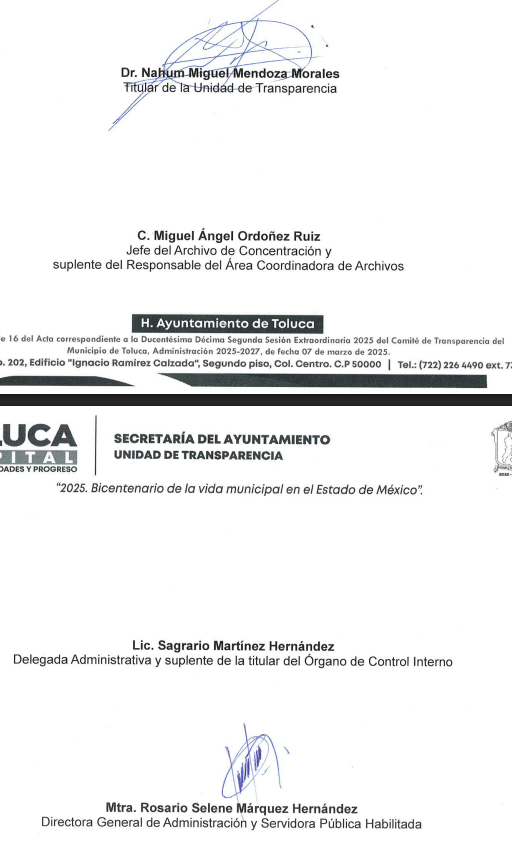 Dr. Nahum Miguel Mendoza Morales
Titular de la Unidad de Transparencia
C. Miguel Ángel Ordoñez Ruiz
Jefe del Archivo de Concentración y
suplente del Responsable del Área Coordinadora de Archivos
H. Ayuntamiento de Toluca
16 del Acta correspondiente a la Ducentésima Décima Segunda Sesión Extraordinaria 2025 del Comité de Transparencia del
Municipio de Toluca, Administración 2025-2027, de fecha 07 de marzo de 2025.
202, Edificio "Ignacio Ramírez Calzada", Segundo piso, Col. Centro. C.P 50000 | Tel.: (722) 226 4490 ext.
LUCA
PITAL
DADES Y PROGRESO
SECRETARÍA DEL AYUNTAMIENTO
UNIDAD DE TRANSPARENCIA
"2025. Bicentenario de la vida municipal en el Estado de México".
Lic. Sagrario Martínez Hernández
Delegada Administrativa y suplente de la titular del Órgano de Control Interno
Mtra. Rosario Selene Márquez Hernández
Directora General de Administración y Servidora Pública Habilitada